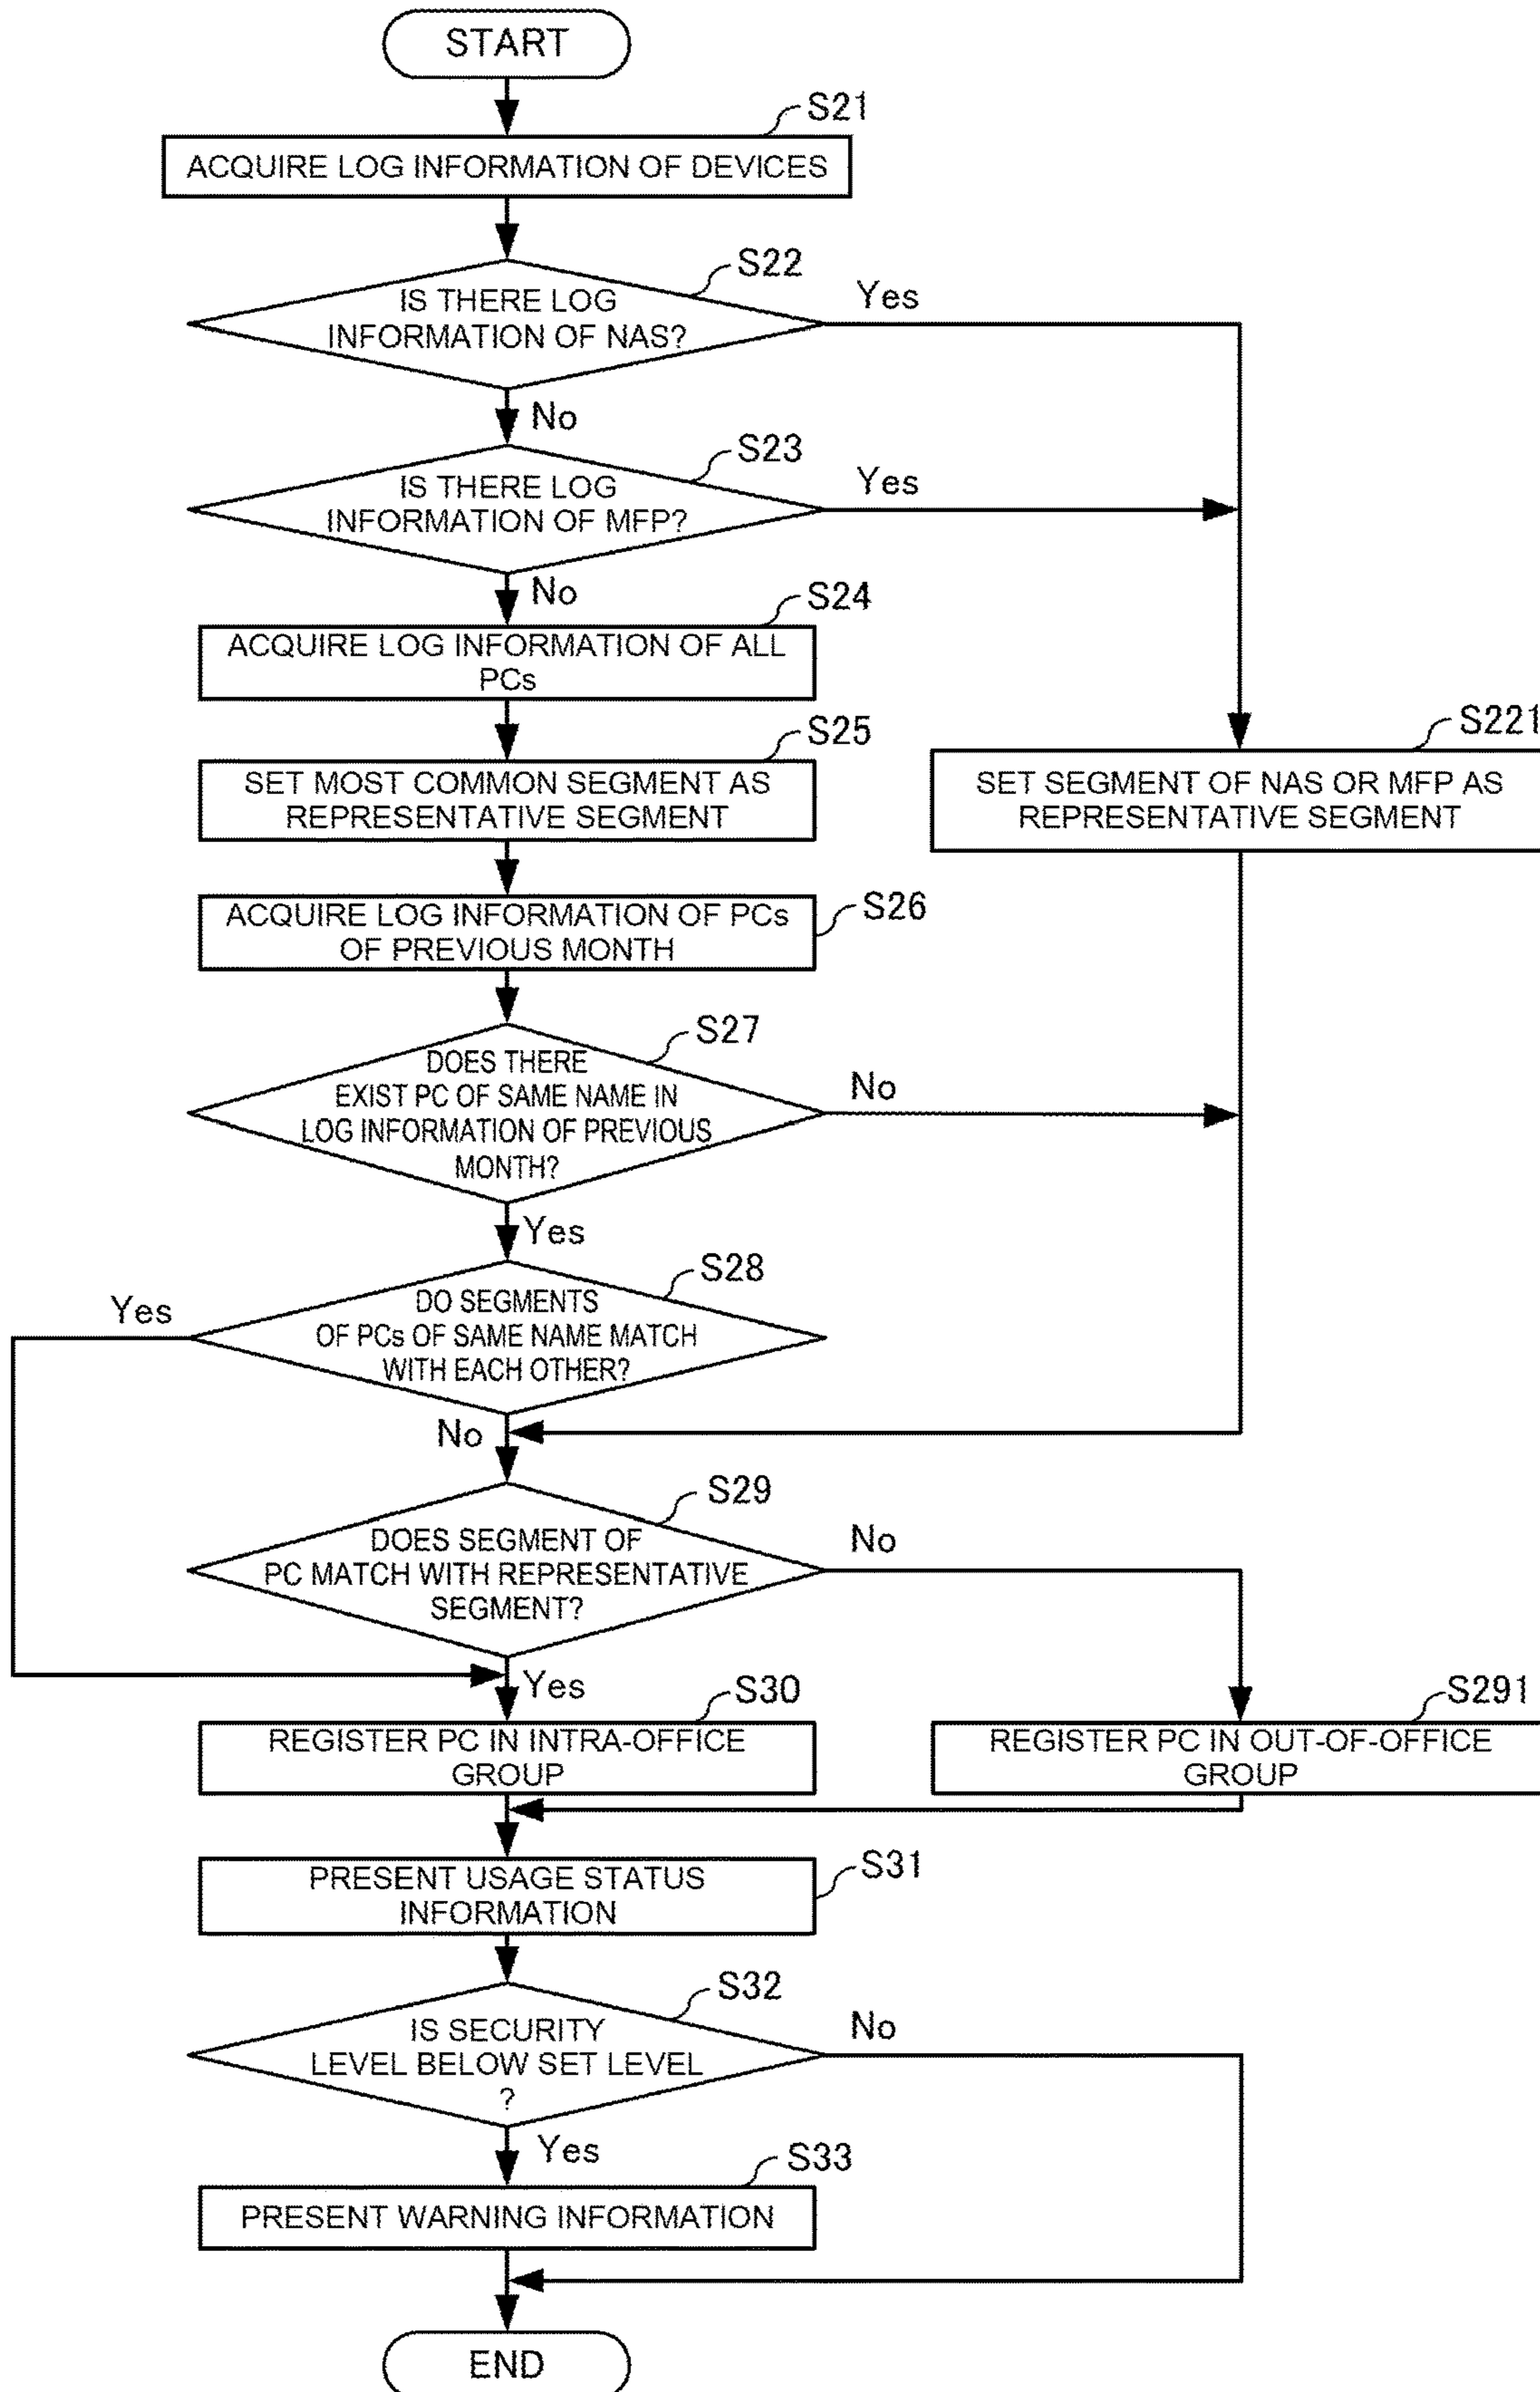 START
S21
ACQUIRE LOG INFORMATION OF DEVICES
S22
IS THERE LOG
INFORMATION OF NAS?
Yes
No
S23
IS THERE LOG
INFORMATION OF MFP?
Yes
No
S24
ACQUIRE LOG INFORMATION OF ALL
PCs
S25
SET MOST COMMON SEGMENT AS
REPRESENTATIVE SEGMENT
S221
SET SEGMENT OF NAS OR MFP AS
REPRESENTATIVE SEGMENT
S26
ACQUIRE LOG INFORMATION OF PCs
OF PREVIOUS MONTH
S27
DOES THERE
EXIST PC OF SAME NAME IN
LOG INFORMATION OF PREVIOUS
MONTH?
No
Yes
S28
DO SEGMENTS
OF PCs OF SAME NAME MATCH
WITH EACH OTHER?
Yes
No
S29
DOES SEGMENT OF
PC MATCH WITH REPRESENTATIVE
SEGMENT?
No
Yes
S30
REGISTER PC IN INTRA-OFFICE
GROUP
S291
REGISTER PC IN OUT-OF-OFFICE
GROUP
S31
PRESENT USAGE STATUS
INFORMATION
S32
IS SECURITY
LEVEL BELOW SET LEVEL
?
No
Yes
S33
PRESENT WARNING INFORMATION
END